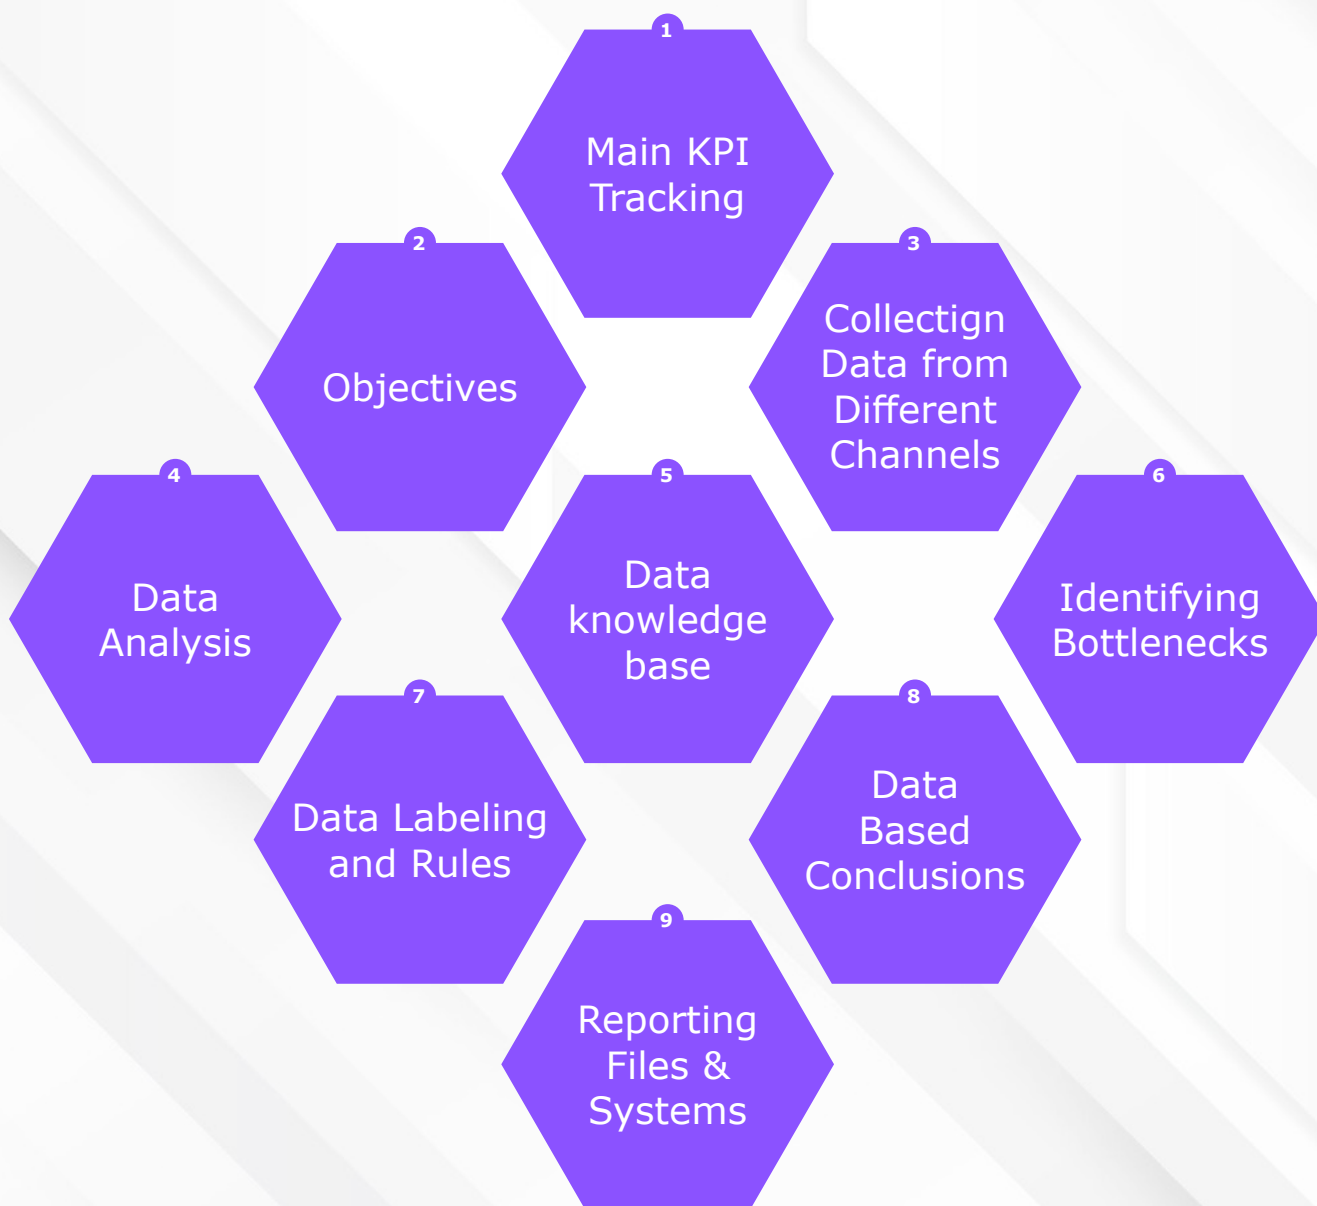 1
Main KPI
Tracking
2
Objectives
3
Collectign
Data from
Different
Channels
4
Data
Analysis
5
Data
knowledge
base
6
Identifying
Bottlenecks
7
Data Labeling
and Rules
8
Data
Based
Conclusions
9
Reporting
Files &
Systems